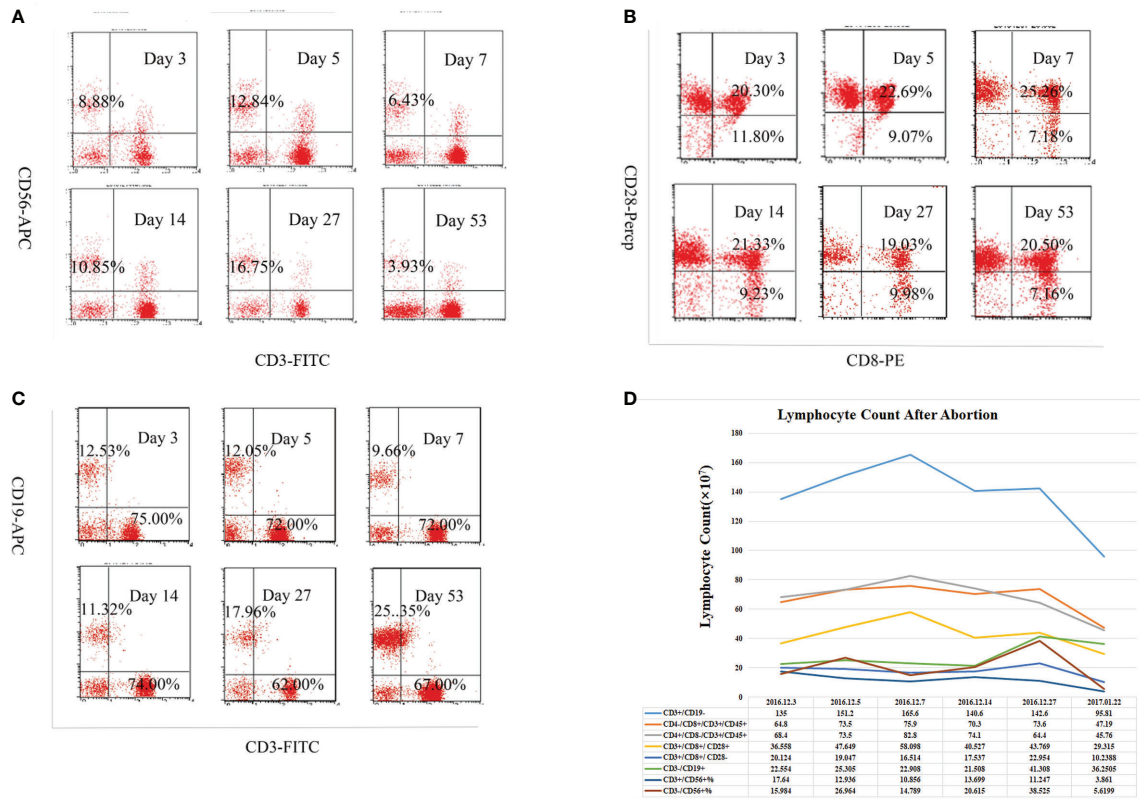 A
Day 3
8.88%
Day 5
12.84%
Day 7
6.43%
Day 14
10.85%
Day 27
16.75%
Day 53
3.93%
CD56-APC
CD3-FITC
B
Day 3
20.30%
11.80%
Day 5
22.69%
9.07%
Day 7
25.26%
7.18%
Day 14
21.33%
9.23%
Day 27
19.03%
9.98%
Day 53
20.50%
7.16%
CD28-Percp
CD8-PE
C
Day 3
12.53%
75.00%
Day 5
12.05%
72.00%
Day 7
9.66%
72.00%
Day 14
11.32%
74.00%
Day 27
17.96%
62.00%
Day 53
25..35%
67.00%
CD19-APC
CD3-FITC
D
Lymphocyte Count After Abortion
Lymphocyte Count(×10⁷)
180
160
140
120
100
80
60
40
20
0
2016.12.3 2016.12.5 2016.12.7 2016.12.14 2016.12.27 2017.01.22
CD3+/CD19- 135 151.2 165.6 140.6 142.6 95.81
CD4-/CD8+/CD3+/CD45+ 64.8 73.5 75.9 70.3 73.6 47.19
CD4+/CD8-/CD3+/CD45+ 68.4 73.5 82.8 74.1 64.4 45.76
CD3+/CD8+/ CD28+ 36.558 47.649 58.098 40.527 43.769 29.315
CD3+/CD8+/ CD28- 20.124 19.047 16.514 17.537 22.954 10.2388
CD3-/CD19+ 22.554 25.305 22.908 21.508 41.308 36.2505
CD3+/CD56+% 17.64 12.936 10.856 13.699 11.247 3.861
CD3-/CD56+% 15.984 26.964 14.789 20.615 38.525 5.6199